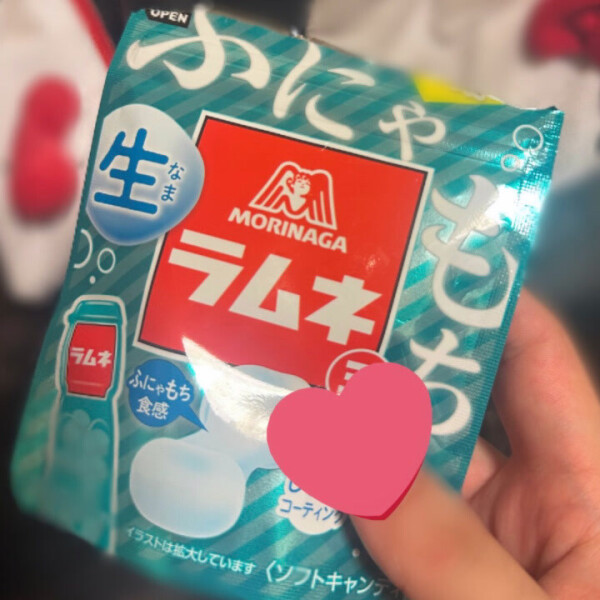 OPEN
ふにゃもち
生
なま
MORINAGA
ラムネ
ラムネ
ふにゃもち
食感
コーティング
イラストは拡大しています
〈ソフトキャンディ